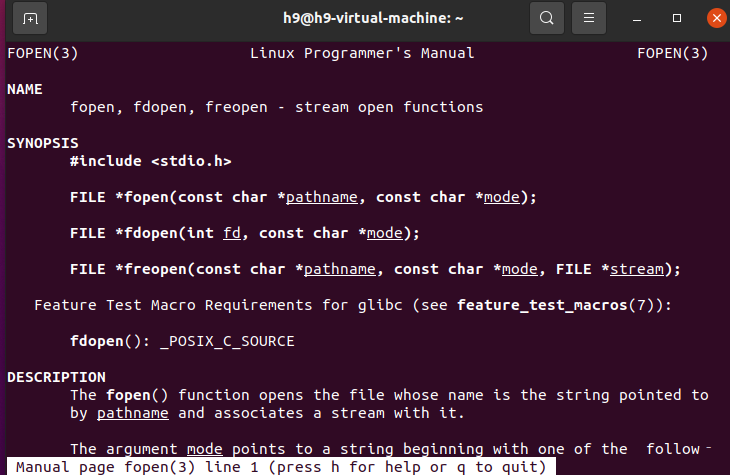 h9@h9-virtual-machine: ~
FOPEN(3) Linux Programmer's Manual FOPEN(3)
NAME
fopen, fdopen, freopen - stream open functions
SYNOPSIS
#include <stdio.h>
FILE *fopen(const char *pathname, const char *mode);
FILE *fdopen(int fd, const char *mode);
FILE *freopen(const char *pathname, const char *mode, FILE *stream);
Feature Test Macro Requirements for glibc (see feature_test_macros(7)):
fdopen(): _POSIX_C_SOURCE
DESCRIPTION
The fopen() function opens the file whose name is the string pointed to
by pathname and associates a stream with it.
The argument mode points to a string beginning with one of the follow‐
Manual page fopen(3) line 1 (press h for help or q to quit)